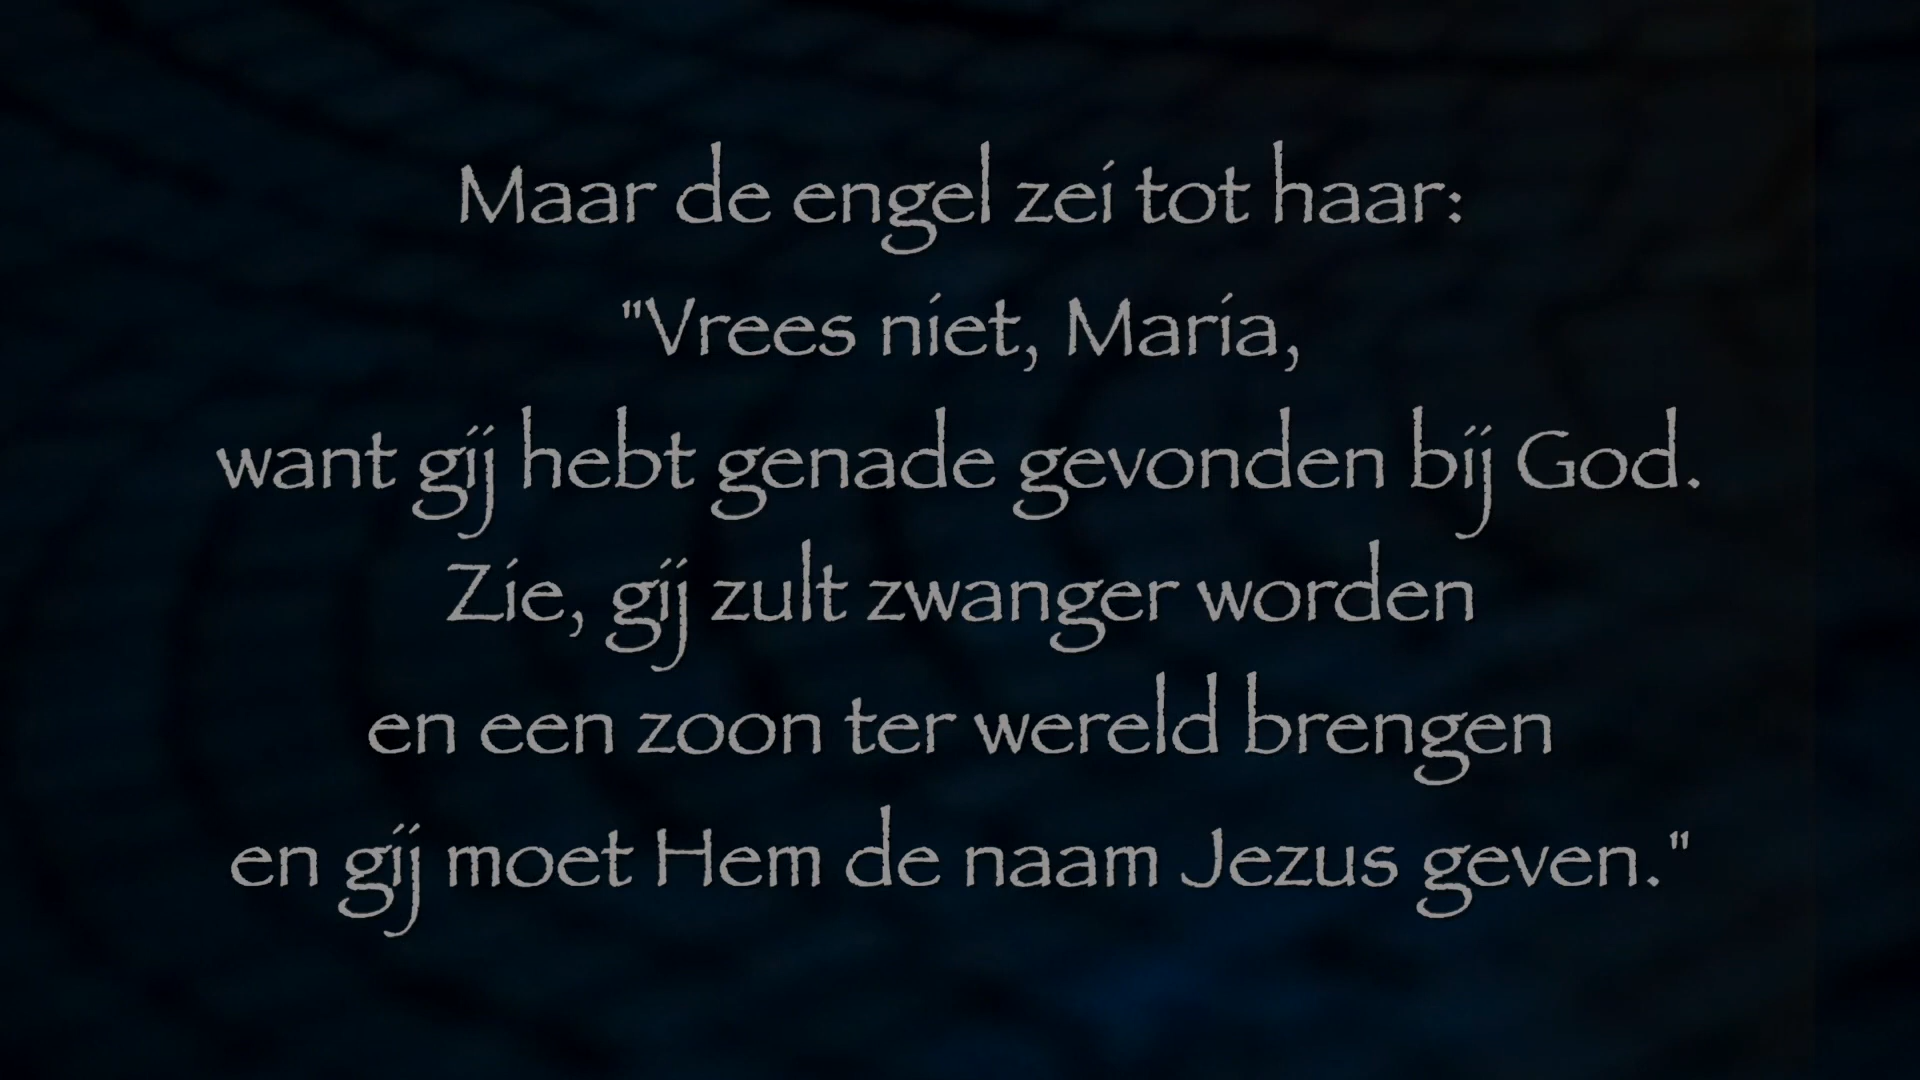 Maar de engel zei tot haar:
"Vrees niet, Maria,
want gij hebt genade gevonden bij God.
Zie, gij zult zwanger worden
en een zoon ter wereld brengen
en gij moet Hem de naam Jezus geven."